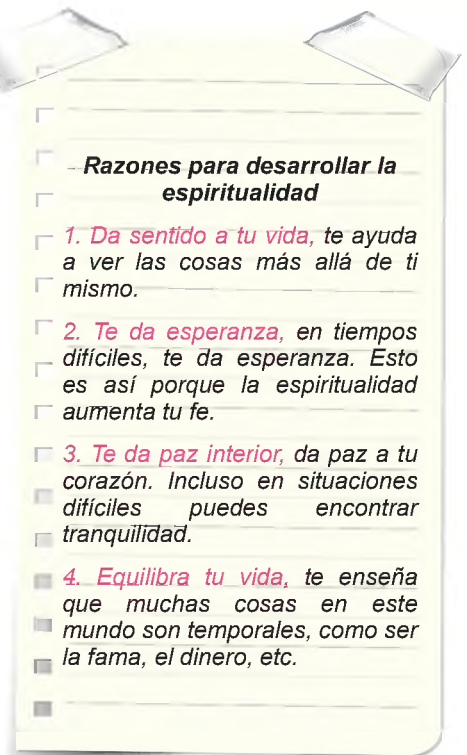 Razones para desarrollar la
espiritualidad
1. Da sentido a tu vida, te ayuda
a ver las cosas más allá de ti
mismo.
2. Te da esperanza, en tiempos
difíciles, te da esperanza. Esto
es así porque la espiritualidad
aumenta tu fe.
3. Te da paz interior, da paz a tu
corazón. Incluso en situaciones
difíciles puedes encontrar
tranquilidad.
4. Equilibra tu vida, te enseña
que muchas cosas en este
mundo son temporales, como ser
la fama, el dinero, etc.